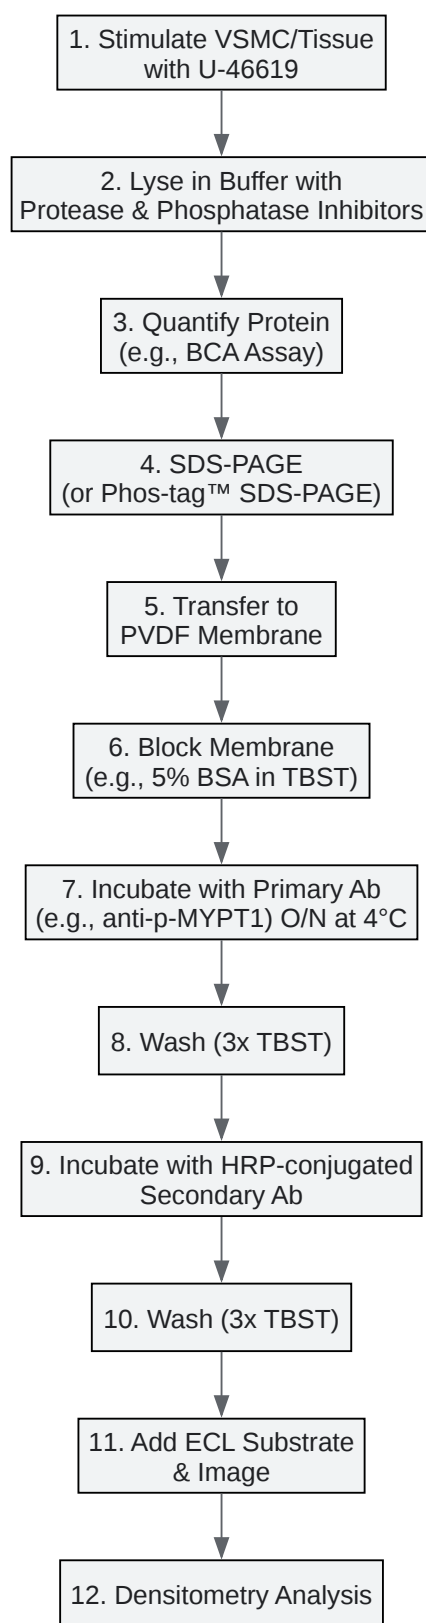 1. Stimulate VSMC/Tissue
with U-46619
2. Lyse in Buffer with
Protease & Phosphatase Inhibitors
3. Quantify Protein
(e.g., BCA Assay)
4. SDS-PAGE
(or Phos-tag™ SDS-PAGE)
5. Transfer to
PVDF Membrane
6. Block Membrane
(e.g., 5% BSA in TBST)
7. Incubate with Primary Ab
(e.g., anti-p-MYPT1) O/N at 4°C
8. Wash (3x TBST)
9. Incubate with HRP-conjugated
Secondary Ab
10. Wash (3x TBST)
11. Add ECL Substrate
& Image
12. Densitometry Analysis